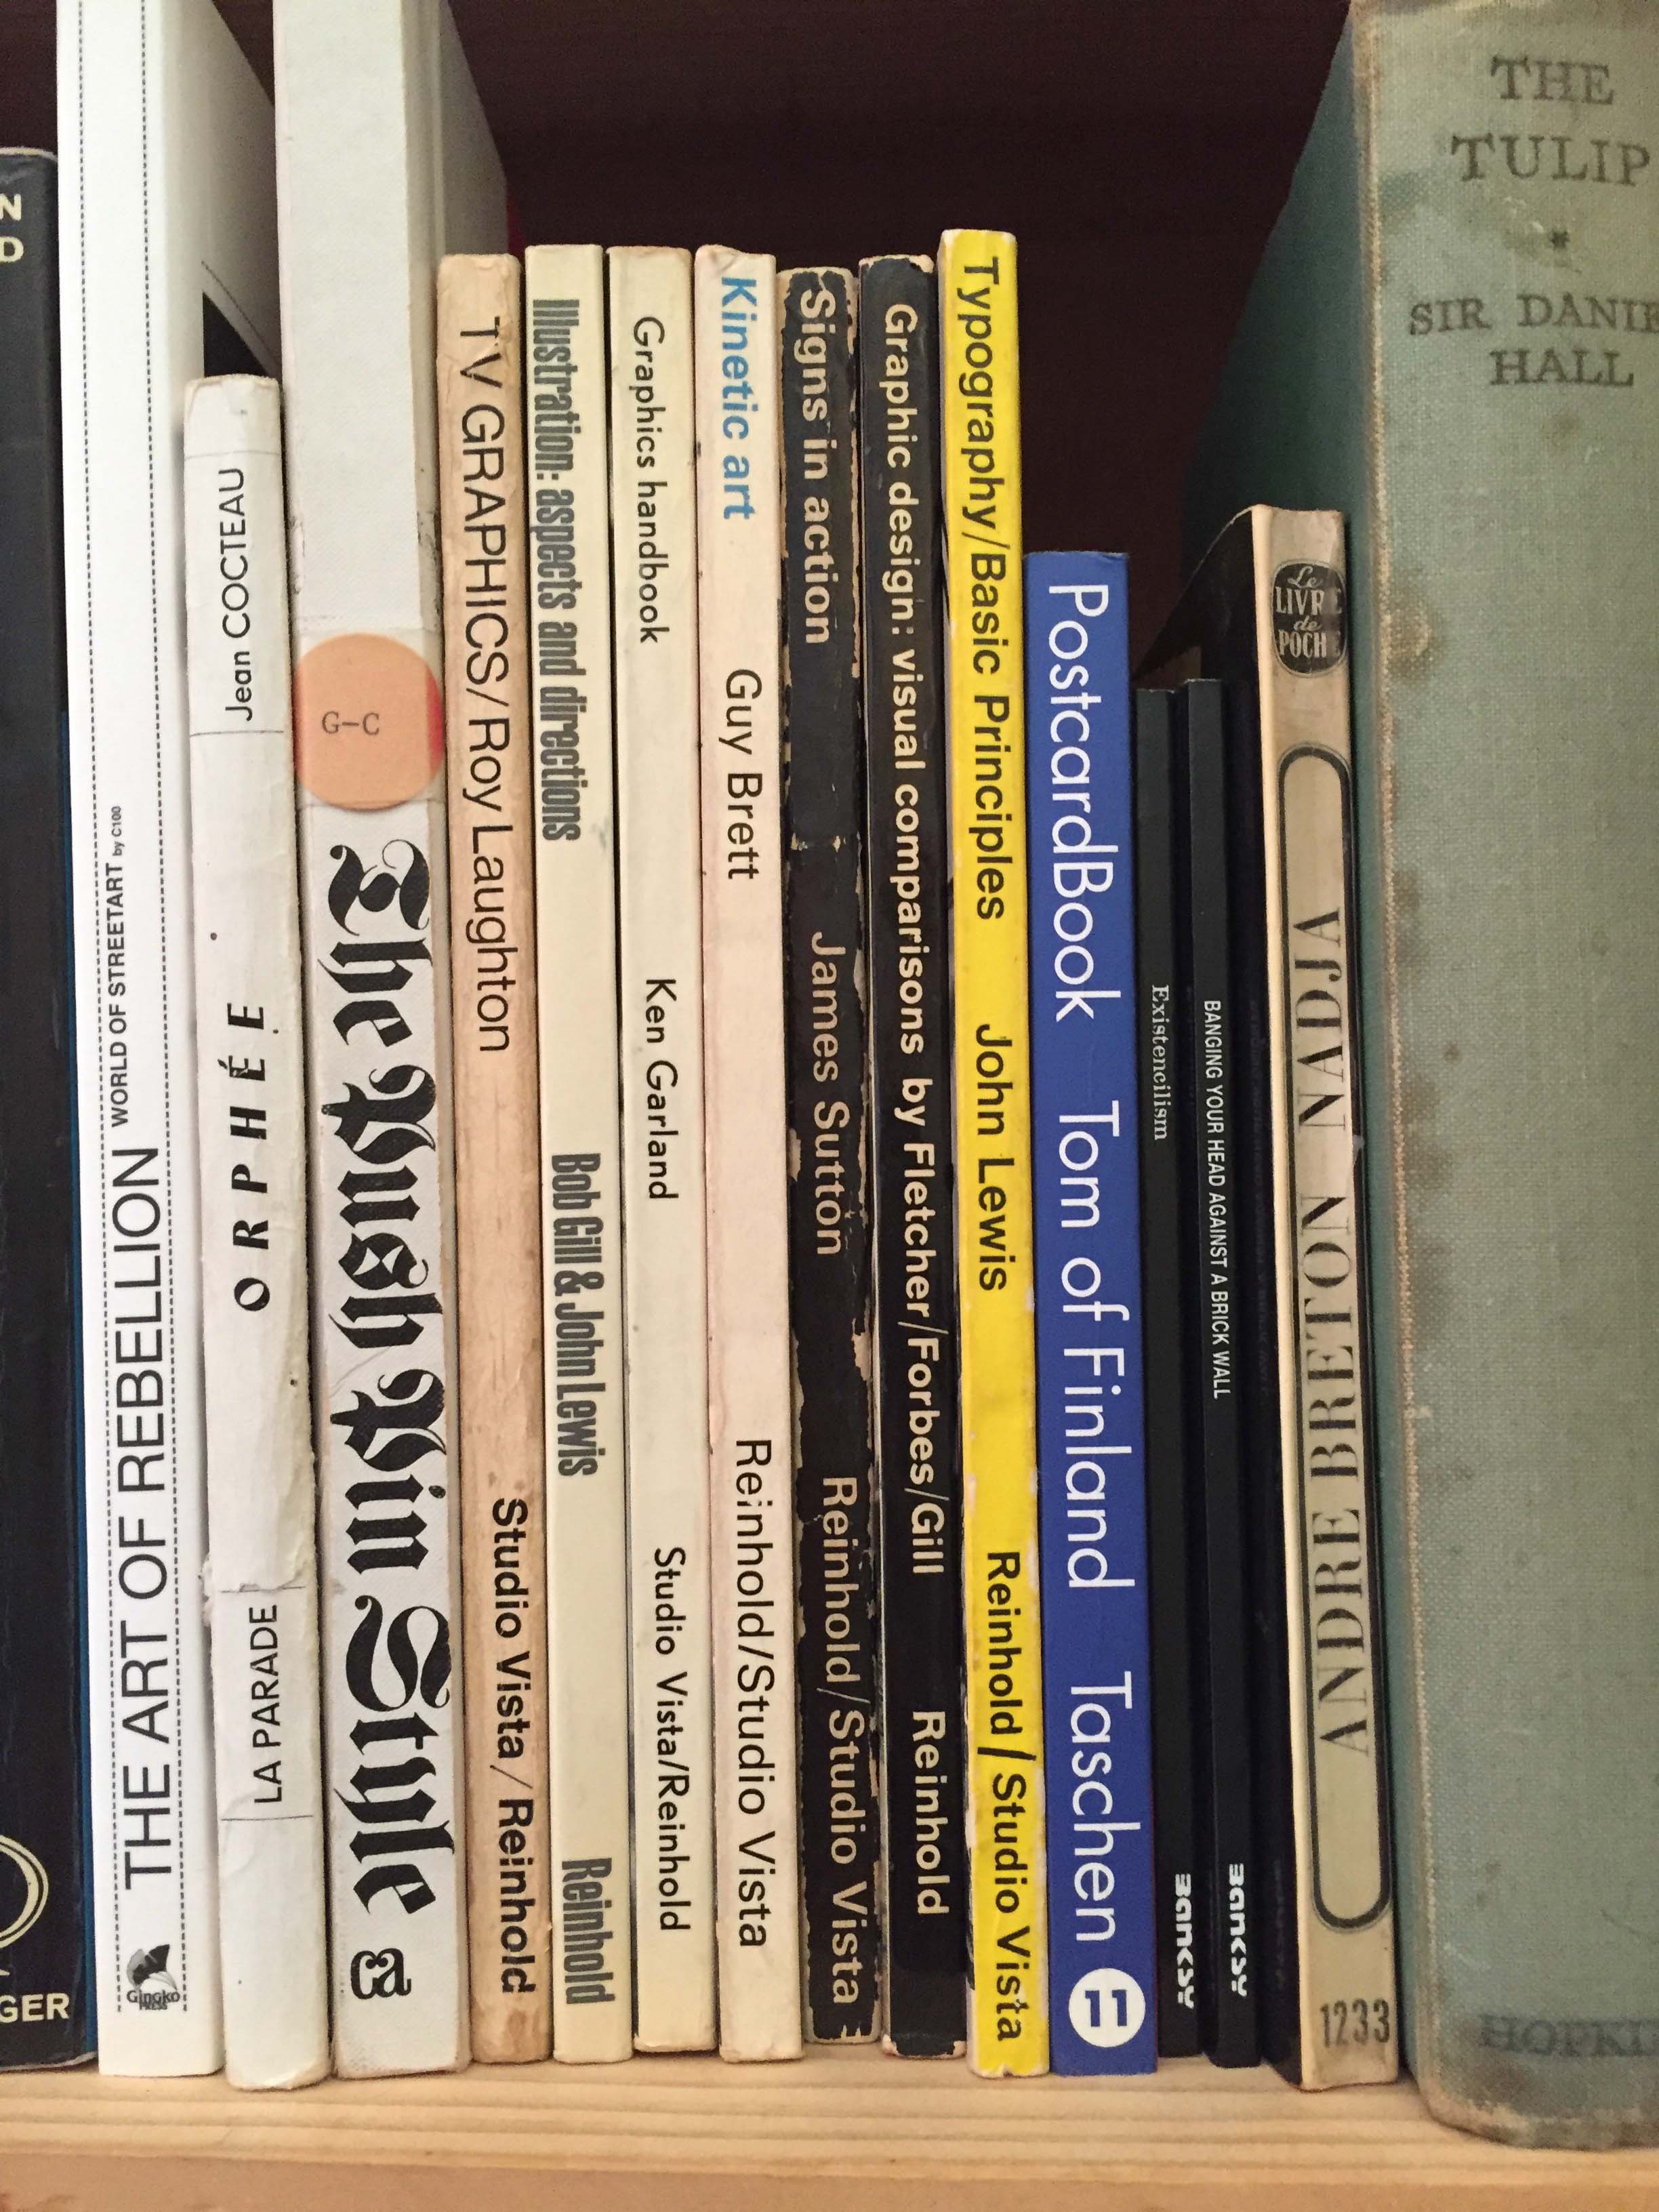 N
D
GER
THE ART OF REBELLION WORLD OF STREETART by C100
Gingko
PRESS
Jean COCTEAU
ORPHÉE
LA PARADE
G-C
The Push Pin Style
TV GRAPHICS/Roy Laughton Studio Vista / Reinhold
Illustration: aspects and directions Bob Gill & John Lewis Reinhold
Graphics handbook Ken Garland Studio Vista/Reinhold
Kinetic art Guy Brett Reinhold/Studio Vista
Signs in action James Sutton Reinhold/Studio Vista
Graphic design: visual comparisons by Fletcher/Forbes/Gill Reinhold
Typography/Basic Principles John Lewis Reinhold / Studio Vista
PostcardBook Tom of Finland Taschen 11
Existencilism BANKSY
BANGING YOUR HEAD AGAINST A BRICK WALL BANKSY
Le
LIVRE
de
POCHE
ANDRE BRETON NADJA
1233
THE
TULIP
SIR DANIE
HALL
HOPKI